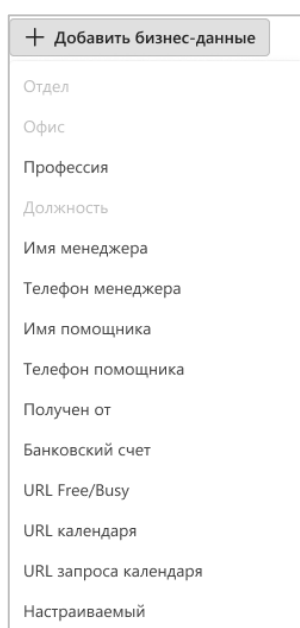 + Добавить бизнес-данные
Отдел
Офис
Профессия
Должность
Имя менеджера
Телефон менеджера
Имя помощника
Телефон помощника
Получен от
Банковский счет
URL Free/Busy
URL календаря
URL запроса календаря
Настраиваемый